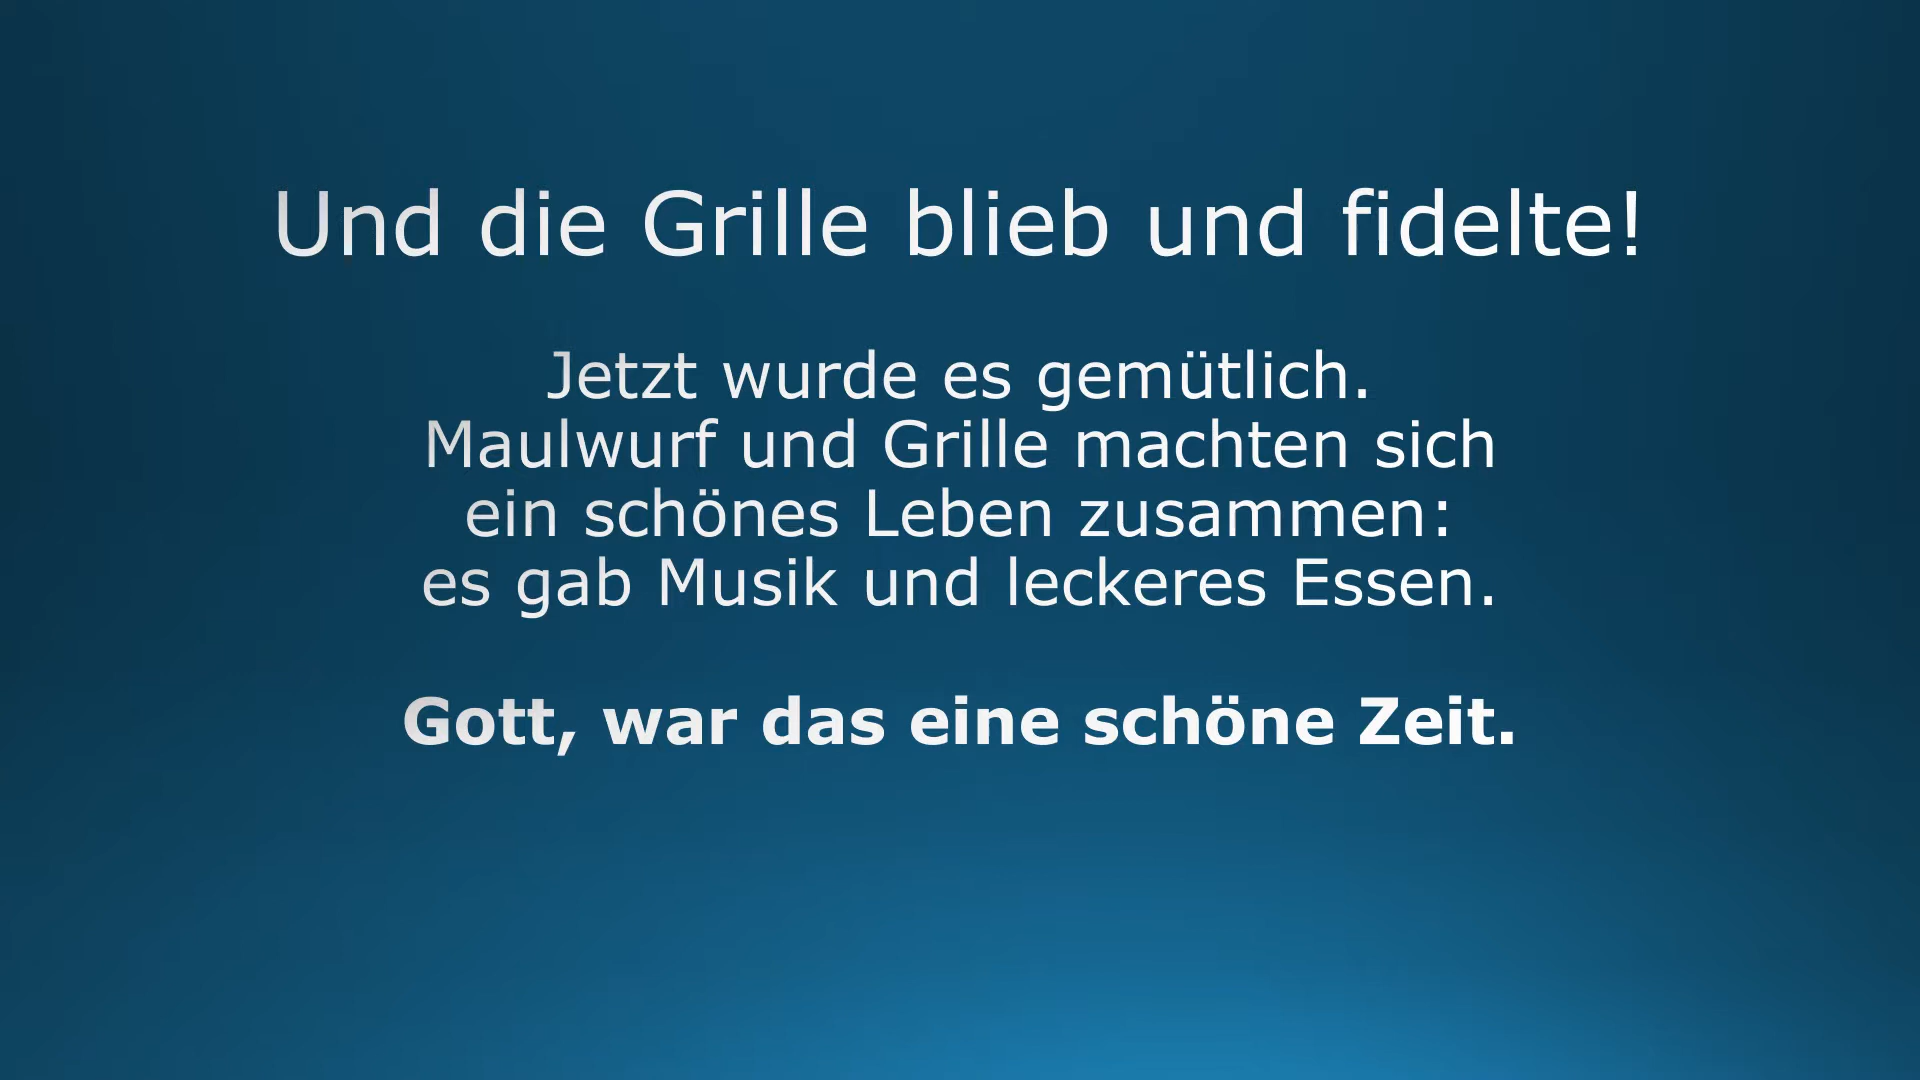 Und die Grille blieb und fidelte!
Jetzt wurde es gemütlich.
Maulwurf und Grille machten sich
ein schönes Leben zusammen:
es gab Musik und leckeres Essen.
Gott, war das eine schöne Zeit.